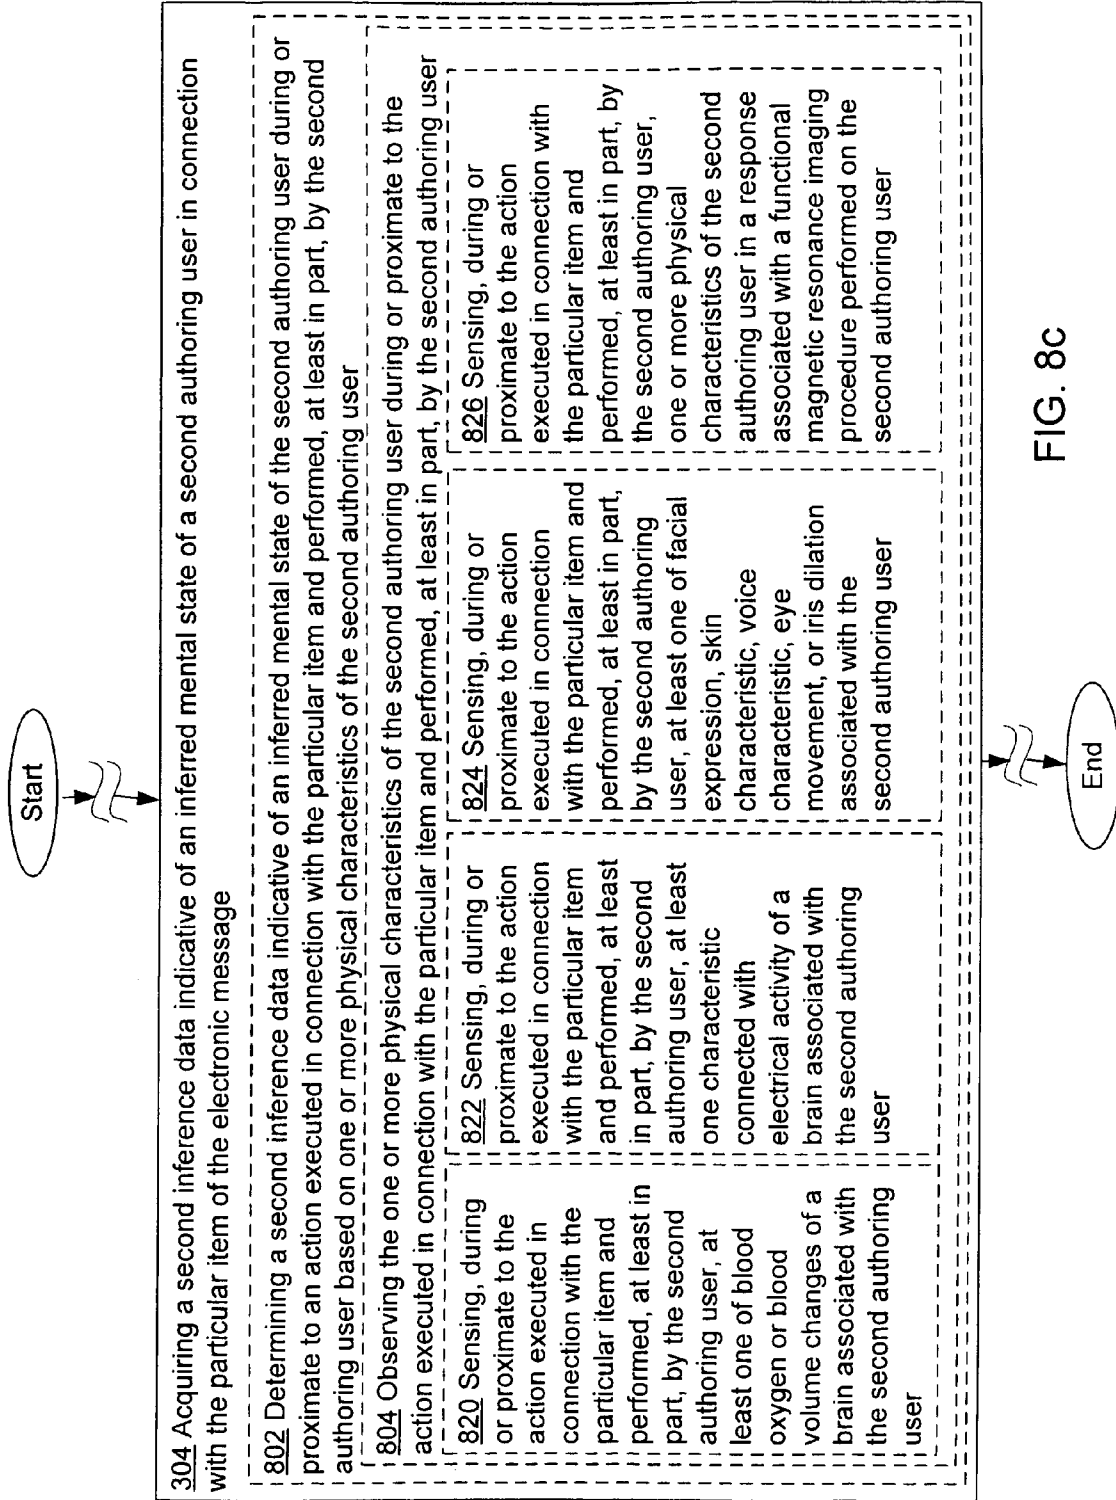 Start
304 Acquiring a second inference data indicative of an inferred mental state of a second authoring user in connection
with the particular item of the electronic message
802 Determining a second inference data indicative of an inferred mental state of the second authoring user during or
proximate to an action executed in connection with the particular item and performed, at least in part, by the second
authoring user based on one or more physical characteristics of the second authoring user
804 Observing the one or more physical characteristics of the second authoring user during or proximate to the
action executed in connection with the particular item and performed, at least in part, by the second authoring user
820 Sensing, during
or proximate to the
action executed in
connection with the
particular item and
performed, at least in
part, by the second
authoring user, at
least one of blood
oxygen or blood
volume changes of a
brain associated with
the second authoring
user
822 Sensing, during or
proximate to the action
executed in connection
with the particular item
and performed, at least
in part, by the second
authoring user, at least
one characteristic
connected with
electrical activity of a
brain associated with
the second authoring
user
824 Sensing, during or
proximate to the action
executed in connection
with the particular item and
performed, at least in part,
by the second authoring
user, at least one of facial
expression, skin
characteristic, voice
characteristic, eye
movement, or iris dilation
associated with the
second authoring user
826 Sensing, during or
proximate to the action
executed in connection with
the particular item and
performed, at least in part, by
the second authoring user,
one or more physical
characteristics of the second
authoring user in a response
associated with a functional
magnetic resonance imaging
procedure performed on the
second authoring user
End
FIG. 8c